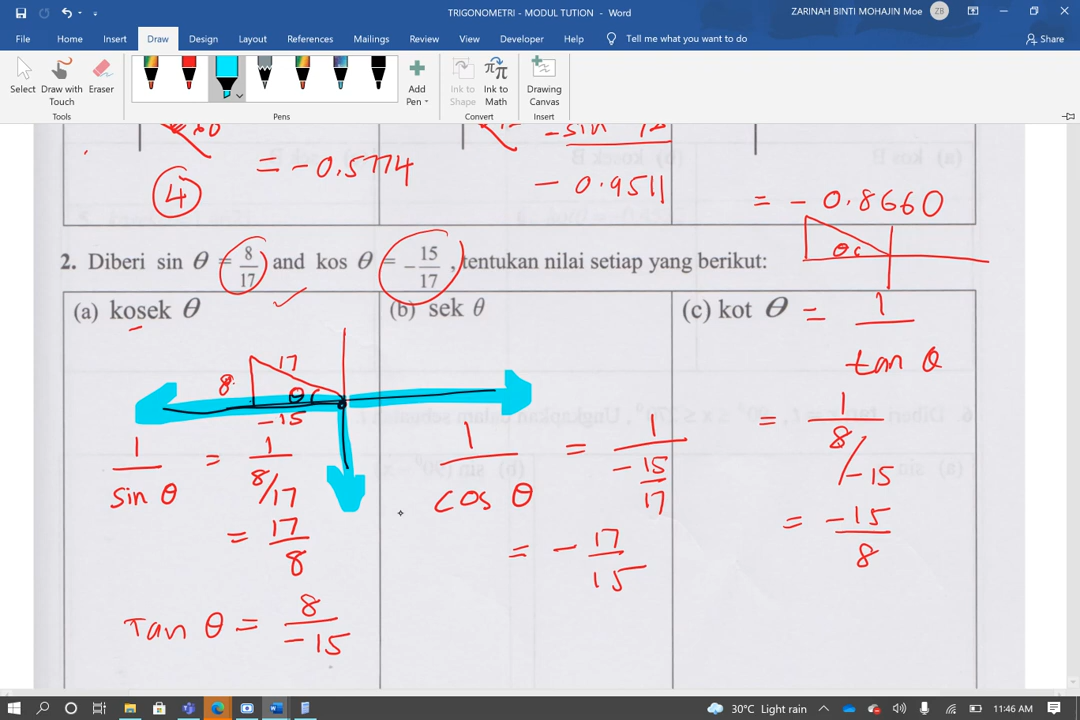 TRIGONOMETRI - MODUL TUTION - Word
ZARINAH BINTI MOHAJIN Moe
ZB
File Home Insert Draw Design Layout References Mailings Review View Developer Help Tell me what you want to do
Share
Select
Draw with Touch
Eraser
Add Pen
Ink to Shape
Ink to Math
Drawing Canvas
Tools
Pens
Convert
Insert
= -0.5774
4
- 0.9511
= - 0.8660
2. Diberi sin θ = 8/17 and kos θ = -15/17, tentukan nilai setiap yang berikut:
θ
(a) kosek θ
8
17
θ
-15
1/sin θ = 1/8/17
= 17/8
Tan θ = 8/-15
(b) sek θ
1/cos θ = 1/-15/17
= - 17/15
(c) kot θ = 1/tan θ
= 1/8/-15
= -15/8
30°C Light rain
11:46 AM